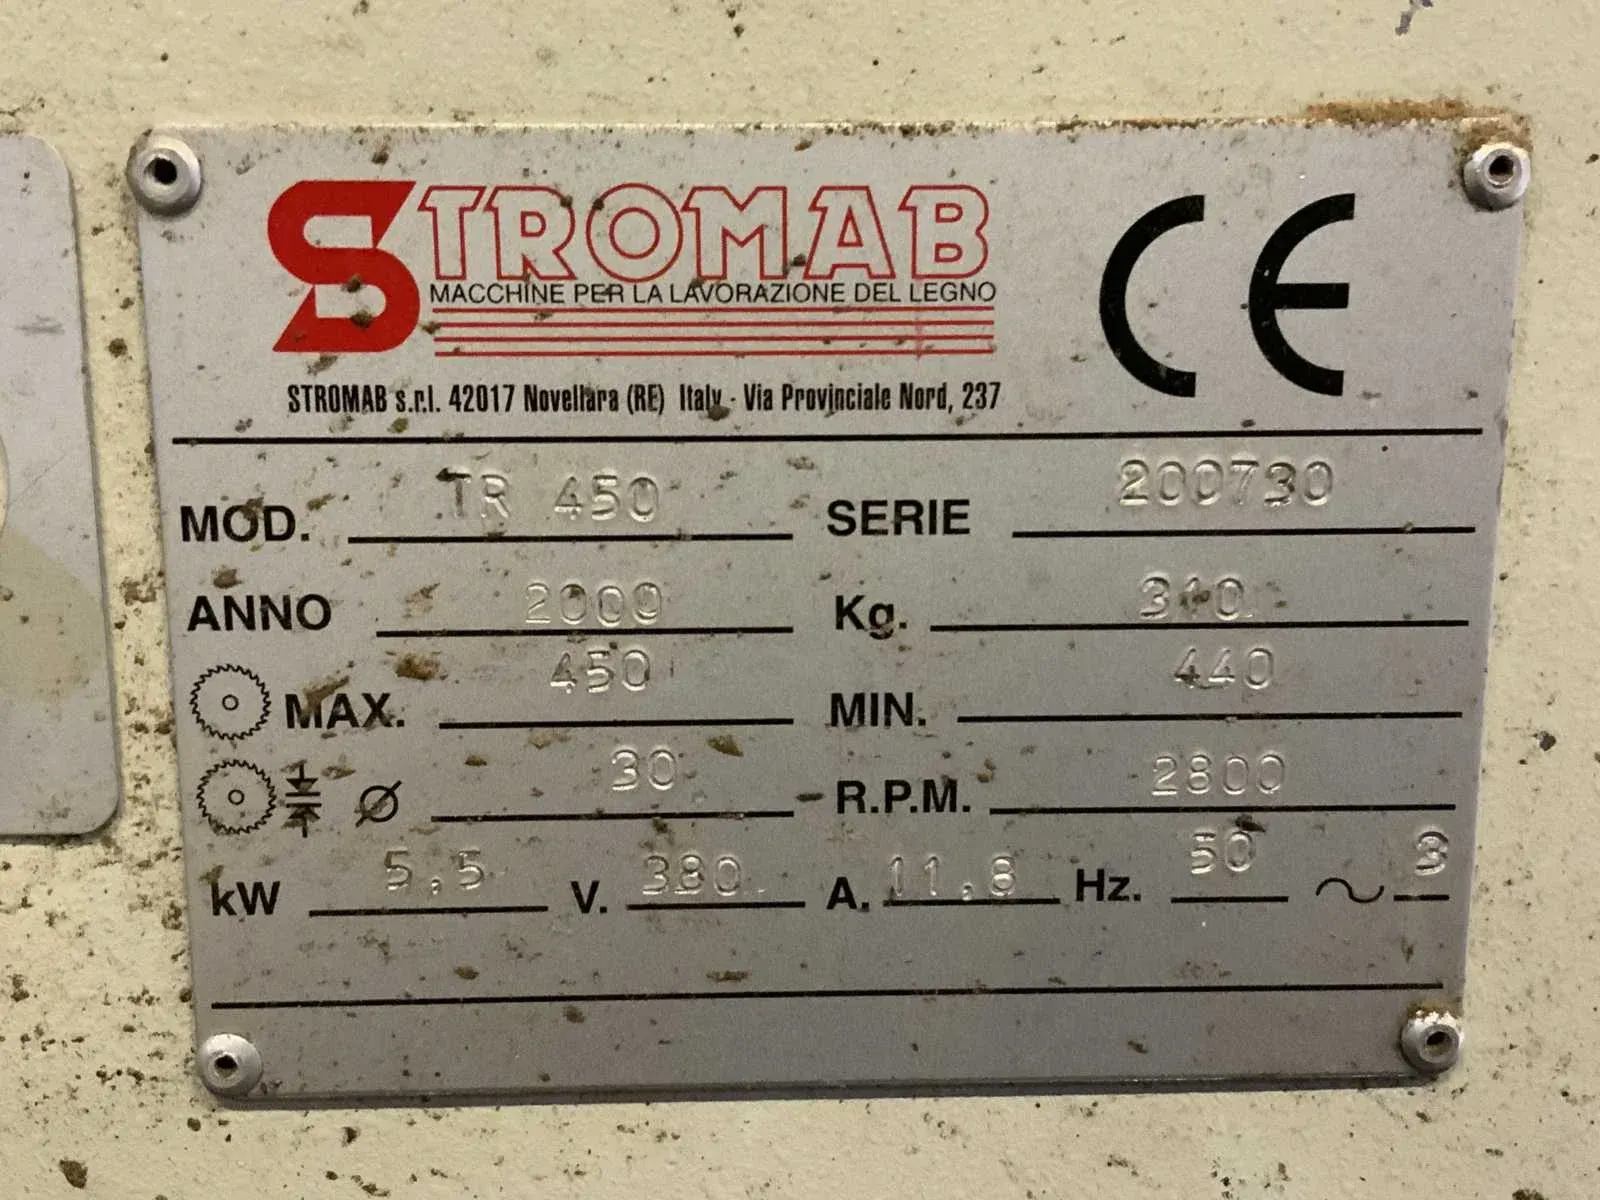 STROMAB
MACCHINE PER LA LAVORAZIONE DEL LEGNO
STROMAB s.r.l. 42017 Novellara (RE) Italy - Via Provinciale Nord, 237
CE
MOD. TR 450 SERIE 200730
ANNO 2000 Kg. 310
MAX. 450 MIN. 440
Ø 30 R.P.M. 2800
kW 5,5 V. 380 A. 11,8 Hz. 50 ~ 3